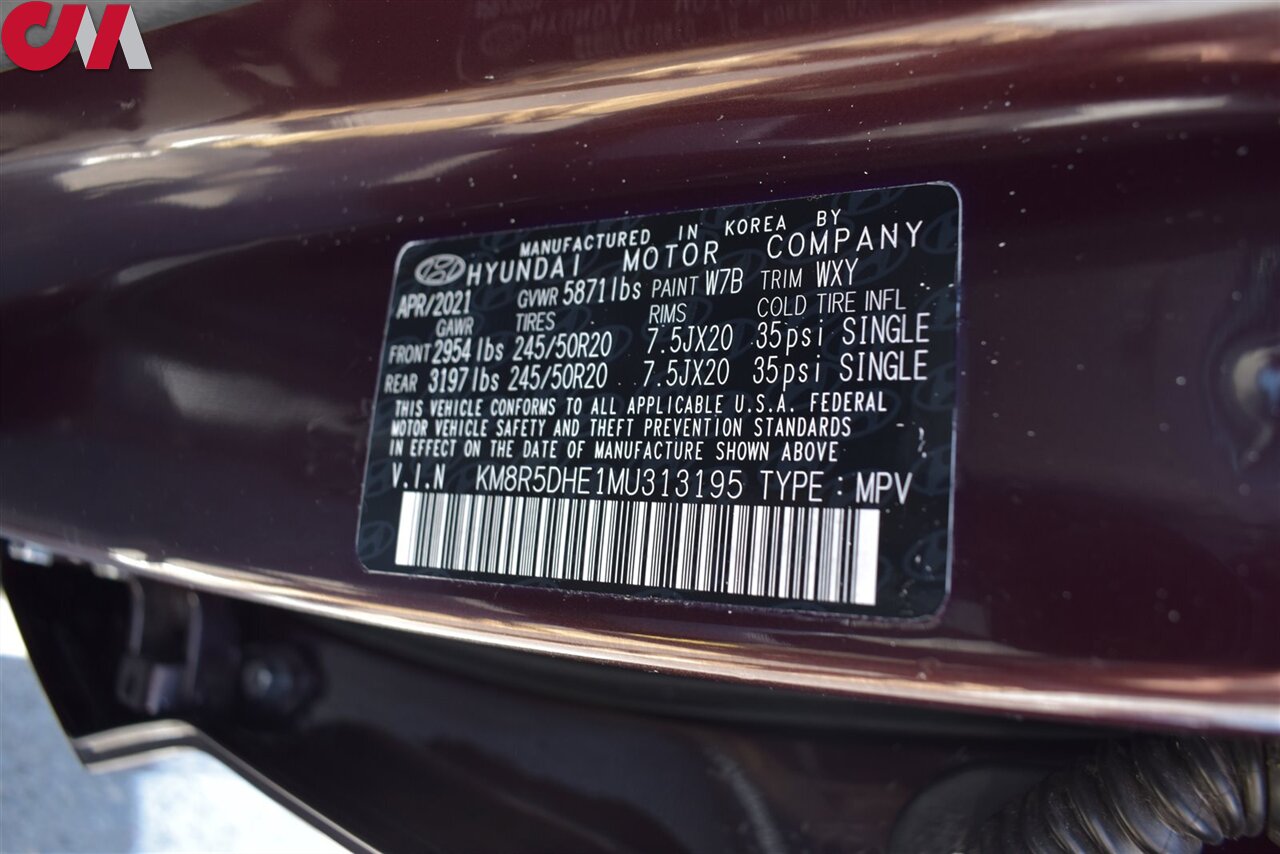 CM
MANUFACTURED IN KOREA BY
HYUNDAI MOTOR COMPANY
APR/2021 GVWR 5871lbs PAINT W7B TRIM WXY
GAWR TIRES RIMS COLD TIRE INFL
FRONT 2954lbs 245/50R20 7.5JX20 35psi SINGLE
REAR 3197lbs 245/50R20 7.5JX20 35psi SINGLE
THIS VEHICLE CONFORMS TO ALL APPLICABLE U.S.A. FEDERAL
MOTOR VEHICLE SAFETY AND THEFT PREVENTION STANDARDS
IN EFFECT ON THE DATE OF MANUFACTURE SHOWN ABOVE
V.I.N KM8R5DHE1MU313195 TYPE : MPV